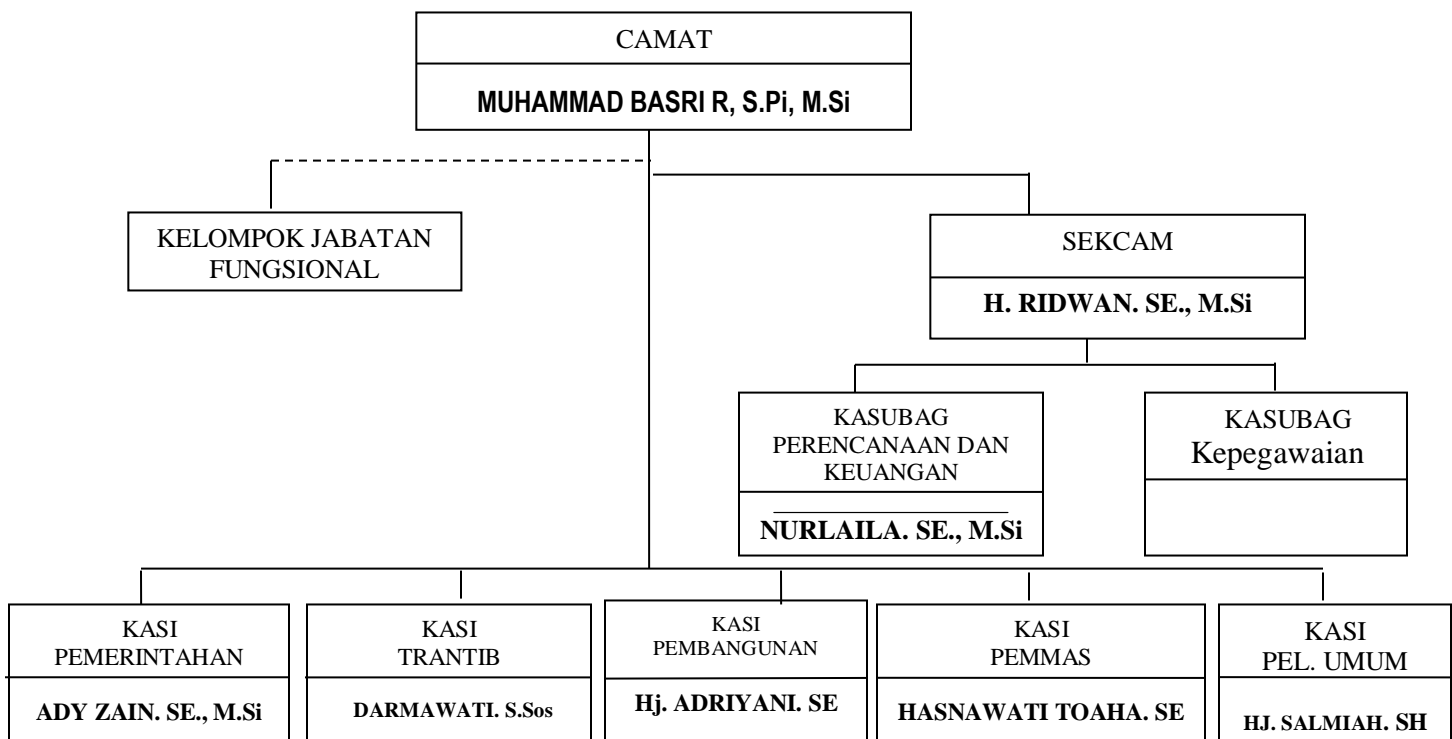 CAMAT
MUHAMMAD BASRI R, S.Pi, M.Si
KELOMPOK JABATAN
FUNGSIONAL
SEKCAM
H. RIDWAN. SE., M.Si
KASUBAG
PERENCANAAN DAN
KEUANGAN
NURLAILA. SE., M.Si
KASUBAG
Kepegawaian
KASI
PEMERINTAHAN
ADY ZAIN. SE., M.Si
KASI
TRANTIB
DARMAWATI. S.Sos
KASI
PEMBANGUNAN
Hj. ADRIYANI. SE
KASI
PEMMAS
HASNAWATI TOAHA. SE
KASI
PEL. UMUM
HJ. SALMIAH. SH